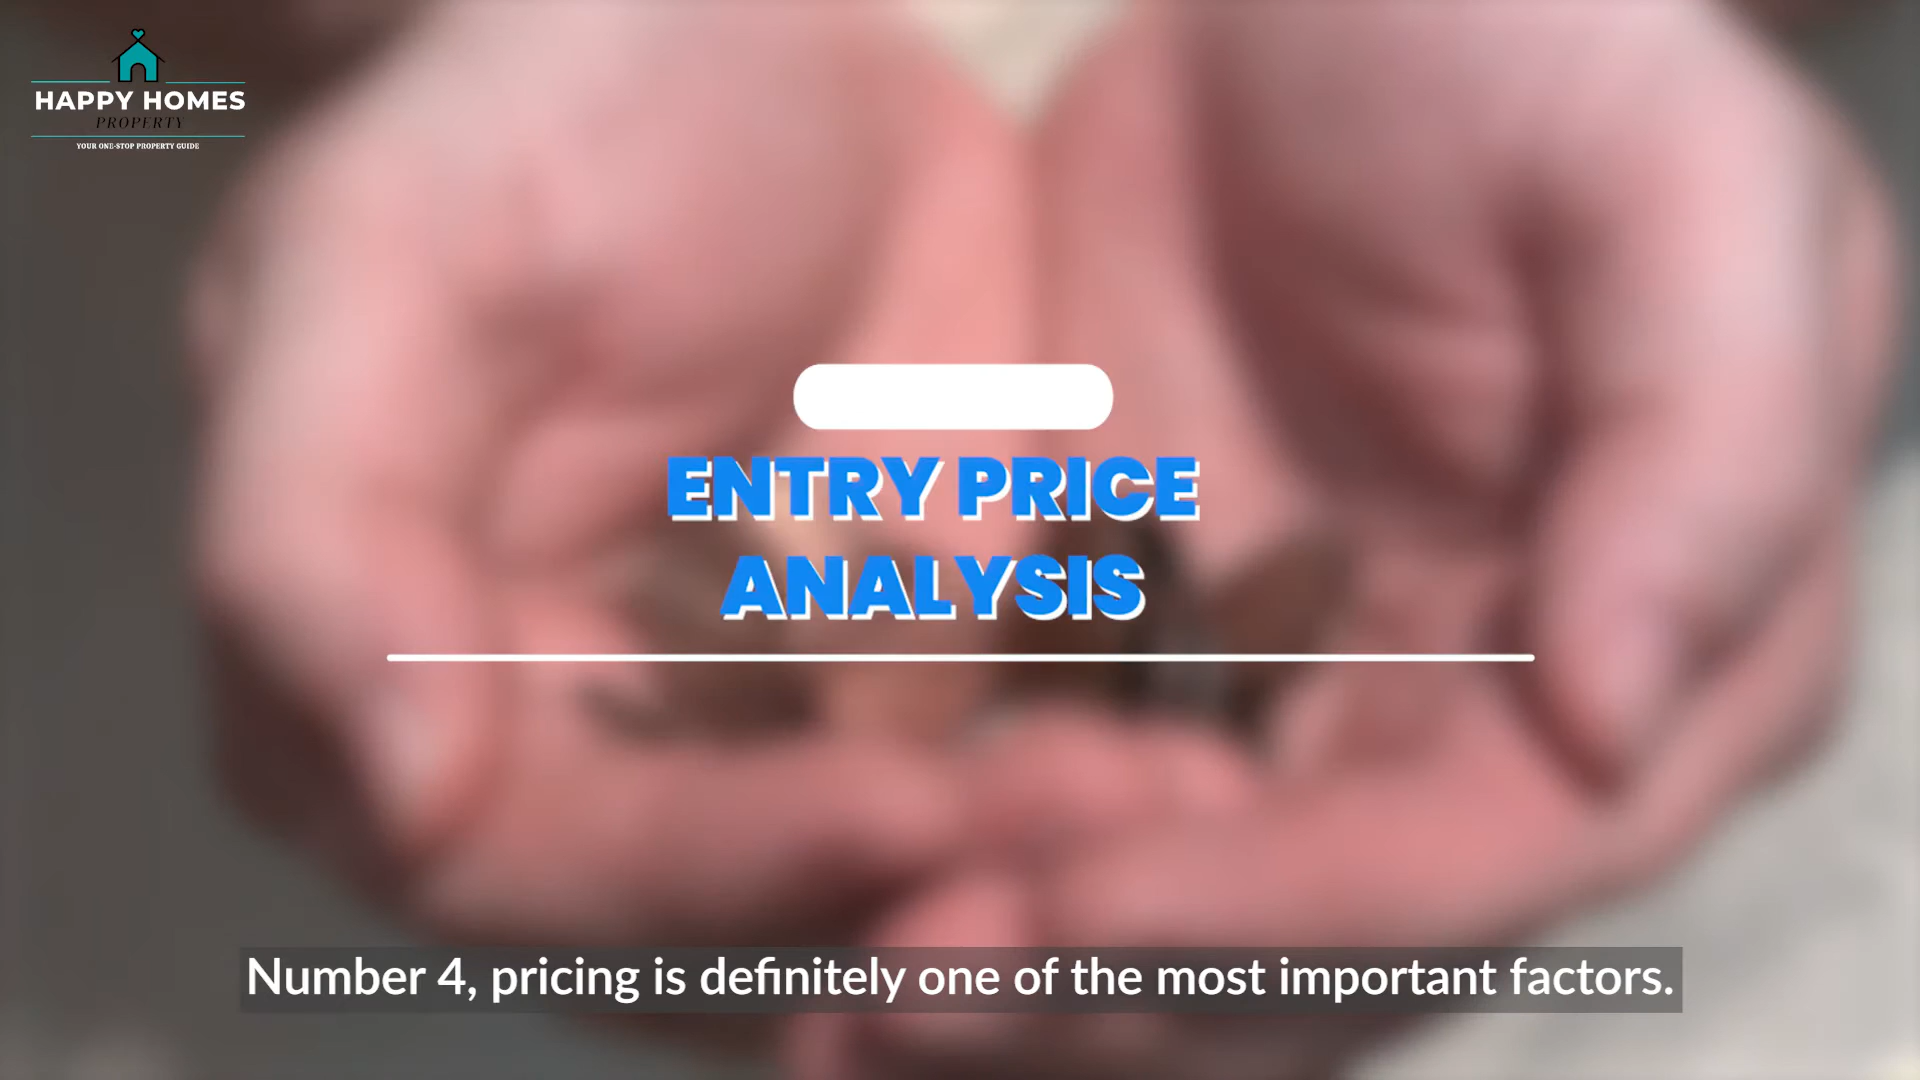 HAPPY HOMES
PROPERTY
YOUR ONE-STOP PROPERTY GUIDE
ENTRY PRICE
ANALYSIS
Number 4, pricing is definitely one of the most important factors.